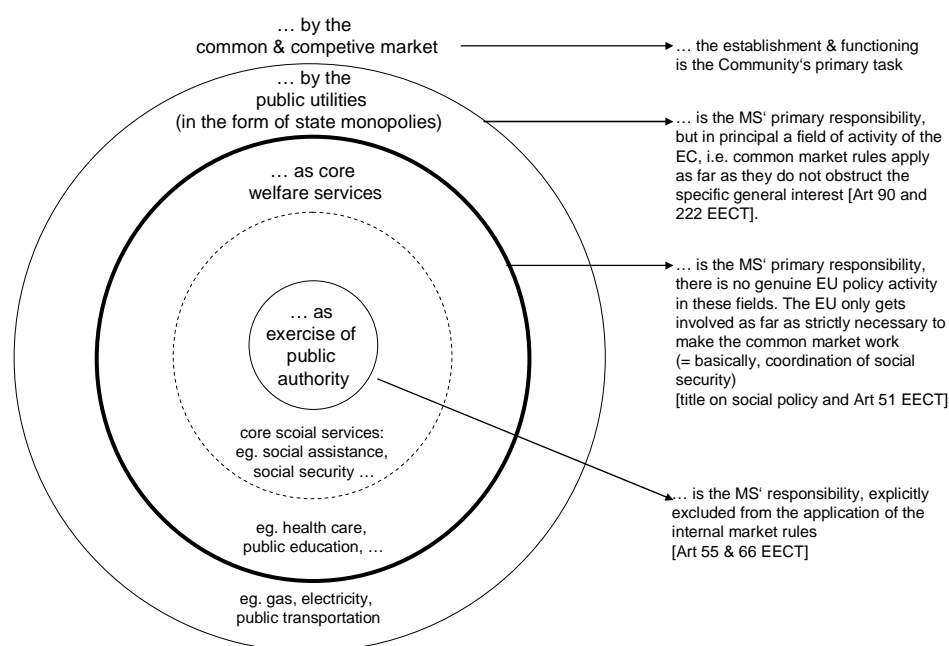 … by the
common & competive market
… the establishment & functioning
is the Community‘s primary task
… by the
public utilities
(in the form of state monopolies)
… is the MS‘ primary responsibility,
but in principal a field of activity of the
EC, i.e. common market rules apply
as far as they do not obstruct the
specific general interest [Art 90 and
222 EECT].
… as core
welfare services
… is the MS‘ primary responsibility,
there is no genuine EU policy activity
in these fields. The EU only gets
involved as far as strictly necessary to
make the common market work
(= basically, coordination of social
security)
[title on social policy and Art 51 EECT]
… as
exercise of
public
authority
core scoial services:
eg. social assistance,
social security …
… is the MS‘ responsibility, explicitly
excluded from the application of the
internal market rules
[Art 55 & 66 EECT]
eg. health care,
public education, …
eg. gas, electricity,
public transportation